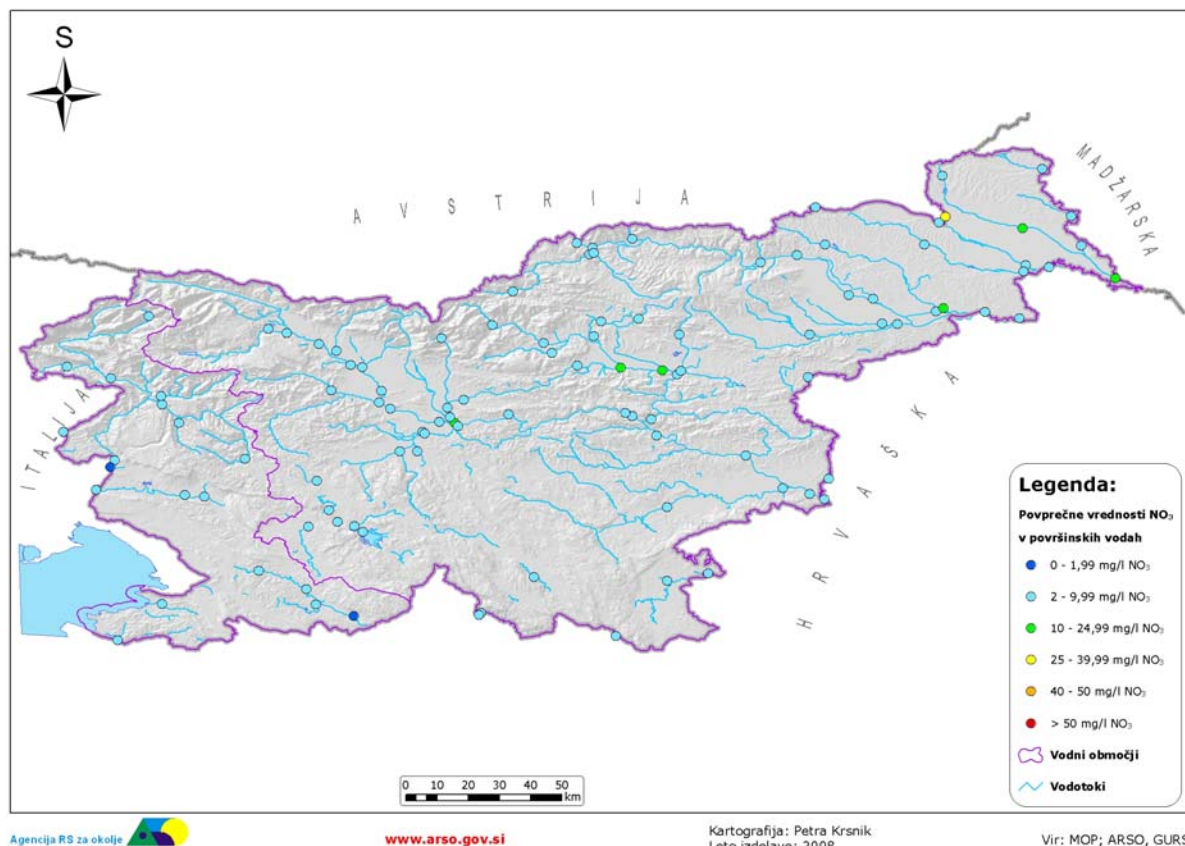 S
AVSTRIJA
MADŽARSKA
ITALIJA
HRVAŠKA
Legenda:
Povprečne vrednosti NO₃
v površinskih vodah
0 - 1,99 mg/l NO₃
2 - 9,99 mg/l NO₃
10 - 24,99 mg/l NO₃
25 - 39,99 mg/l NO₃
40 - 50 mg/l NO₃
> 50 mg/l NO₃
Vodni območji
Vodotoki
0 10 20 30 40 50
km
Agencija RS za okolje
www.arso.gov.si
Kartografija: Petra Krsnik
Leto izdelave: 2008
Vir: MOP; ARSO, GURS